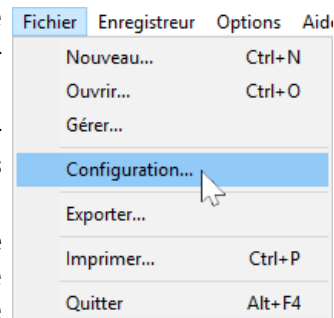 Fichier Enregistreur Options Aide
Nouveau... Ctrl+N
Ouvrir... Ctrl+O
Gérer...
Configuration...
Exporter...
Imprimer... Ctrl+P
Quitter Alt+F4